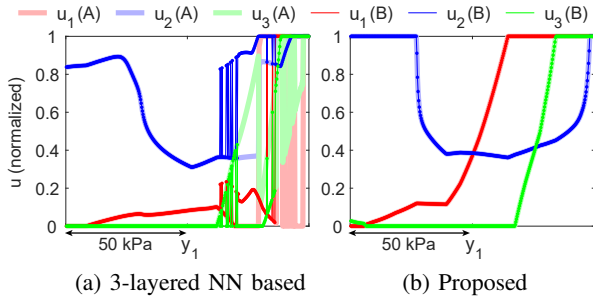 u1(A) u2(A) u3(A) u1(B) u2(B) u3(B)
u (normalized)
1
0.8
0.6
0.4
0.2
0
50 kPa y1
50 kPa y1
(a) 3-layered NN based (b) Proposed